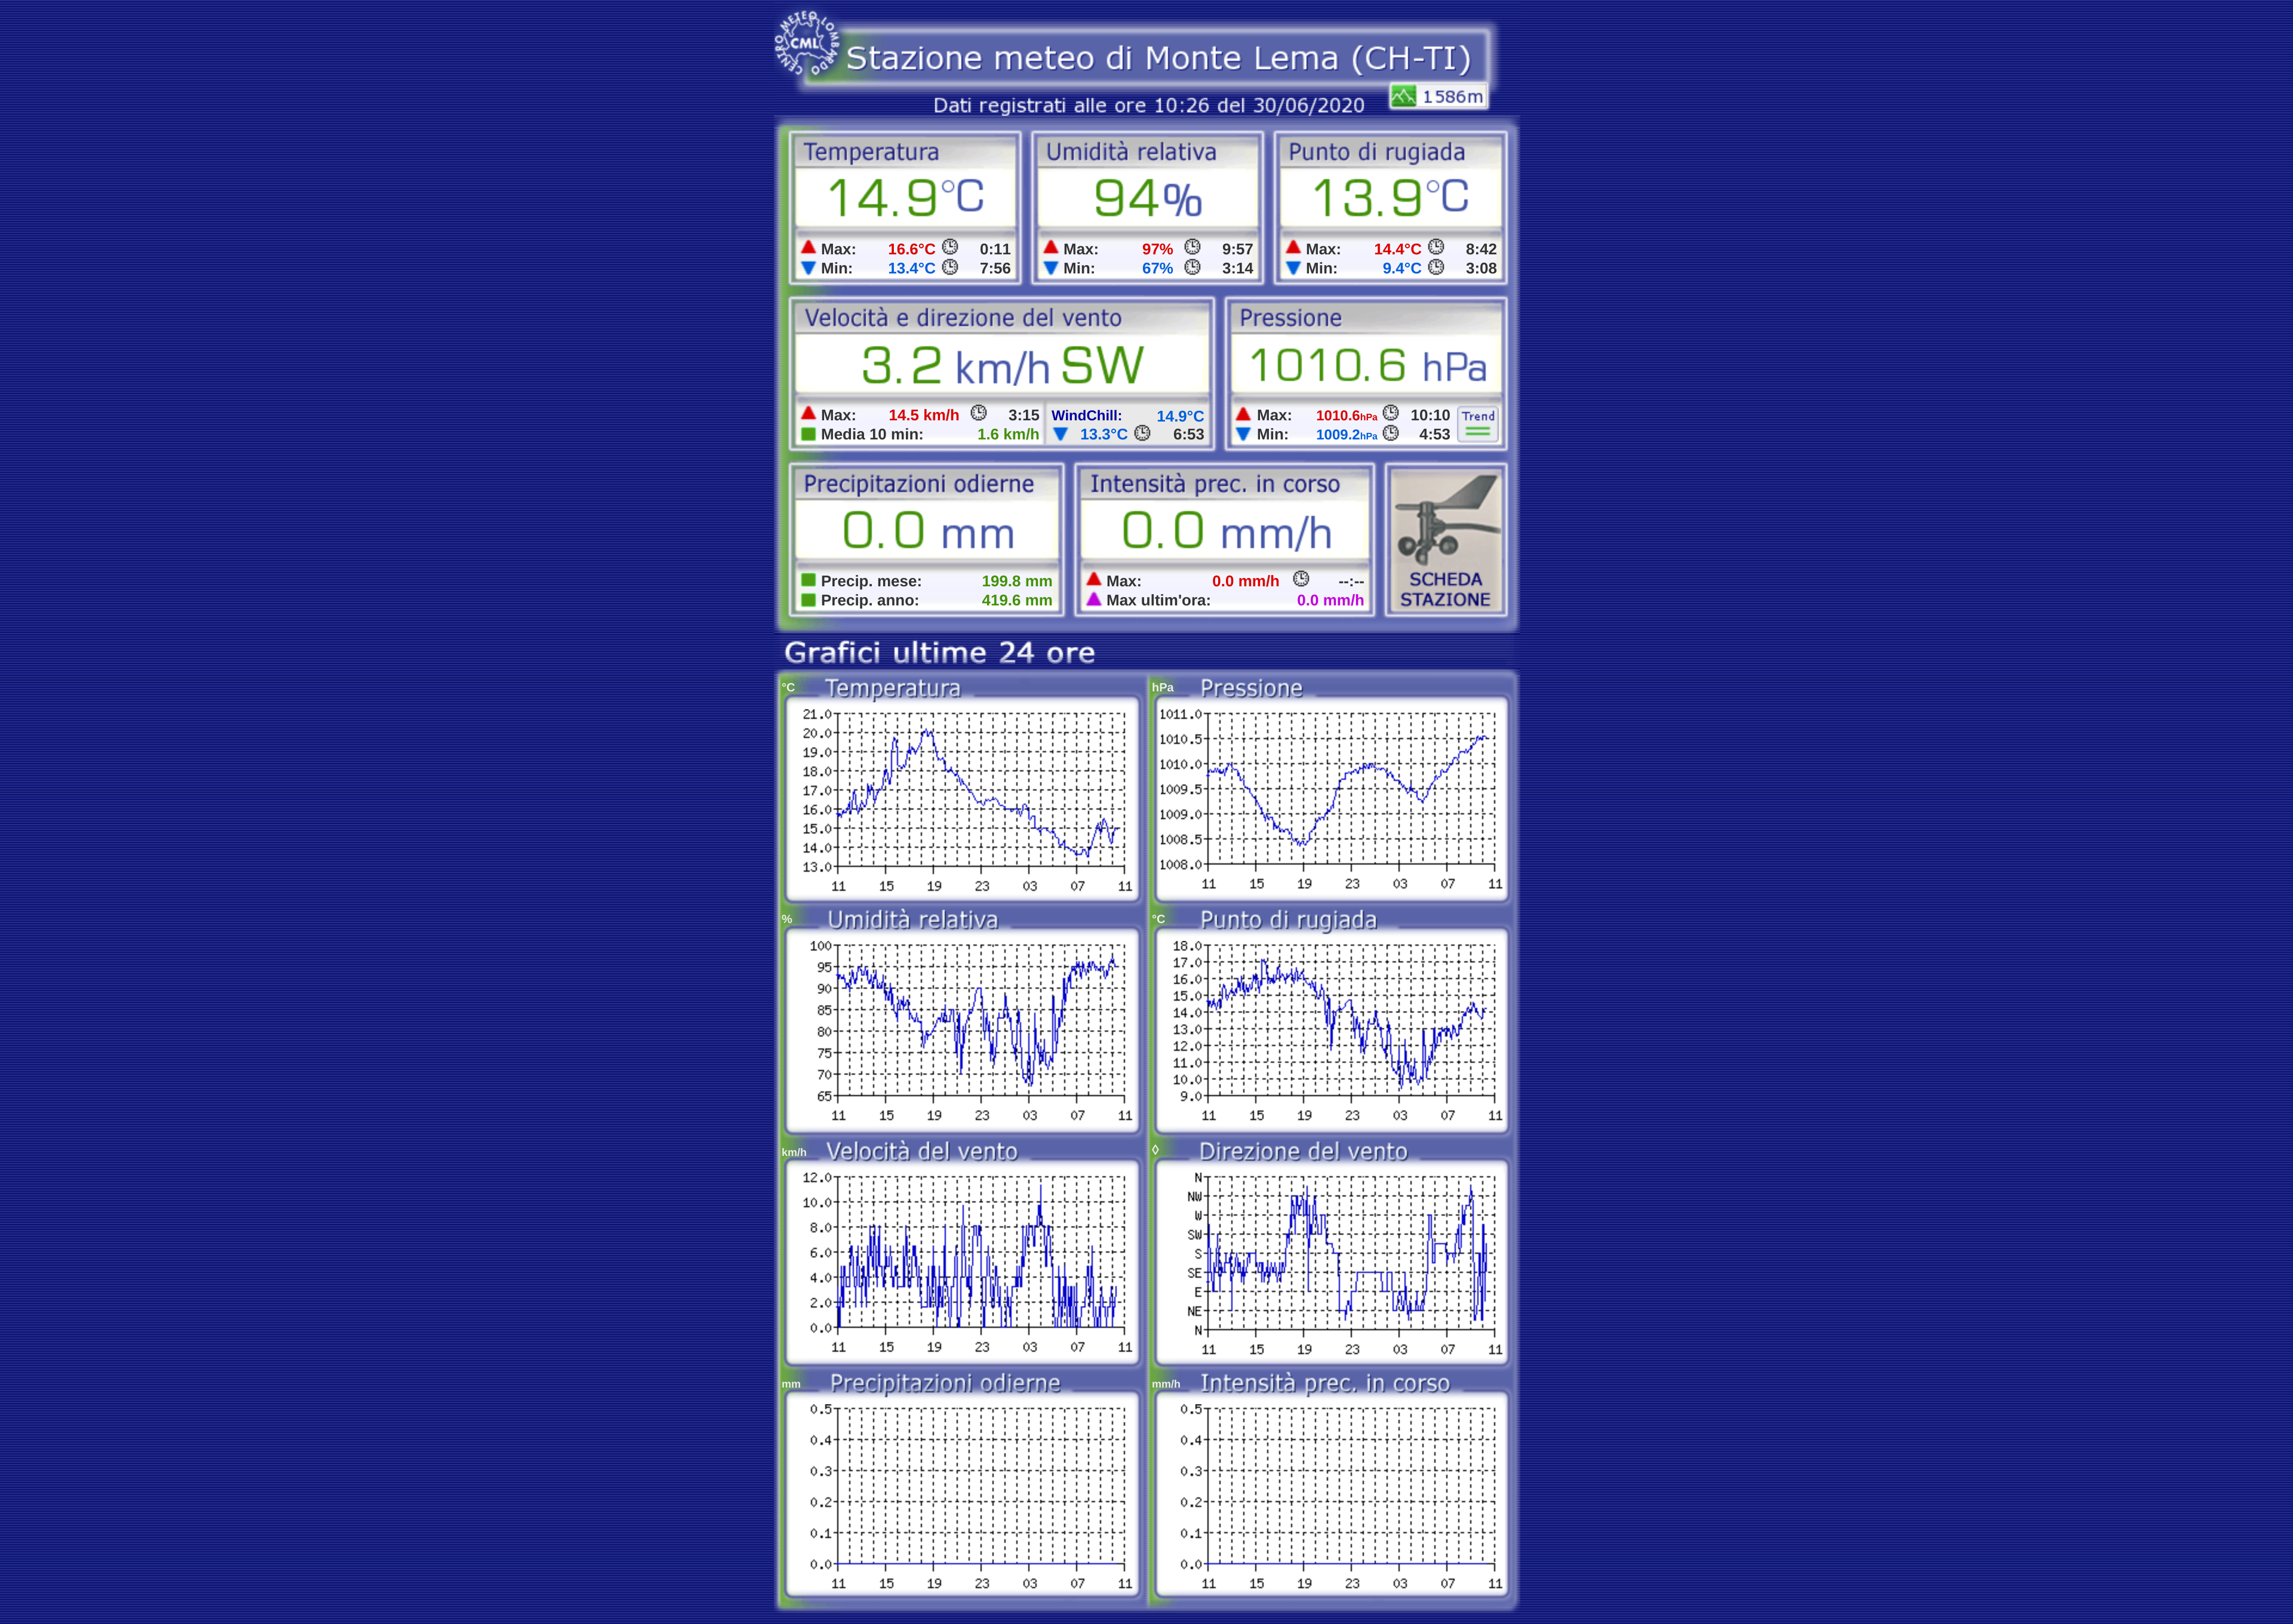 CENTRO METEO LOMBARDO
CML
Stazione meteo di Monte Lema (CH-TI)
Dati registrati alle ore 10:26 del 30/06/2020
1586m
Temperatura
14.9°C
Max: 16.6°C 0:11
Min: 13.4°C 7:56
Umidità relativa
94%
Max: 97% 9:57
Min: 67% 3:14
Punto di rugiada
13.9°C
Max: 14.4°C 8:42
Min: 9.4°C 3:08
Velocità e direzione del vento
3.2 km/h SW
Max: 14.5 km/h 3:15
Media 10 min: 1.6 km/h
WindChill: 14.9°C
13.3°C 6:53
Pressione
1010.6 hPa
Max: 1010.6hPa 10:10
Min: 1009.2hPa 4:53
Trend
Precipitazioni odierne
0.0 mm
Precip. mese: 199.8 mm
Precip. anno: 419.6 mm
Intensità prec. in corso
0.0 mm/h
Max: 0.0 mm/h --:--
Max ultim'ora: 0.0 mm/h
SCHEDA
STAZIONE
Grafici ultime 24 ore
°C Temperatura
21.0
20.0
19.0
18.0
17.0
16.0
15.0
14.0
13.0
11 15 19 23 03 07 11
hPa Pressione
1011.0
1010.5
1010.0
1009.5
1009.0
1008.5
1008.0
11 15 19 23 03 07 11
% Umidità relativa
100
95
90
85
80
75
70
65
11 15 19 23 03 07 11
°C Punto di rugiada
18.0
17.0
16.0
15.0
14.0
13.0
12.0
11.0
10.0
9.0
11 15 19 23 03 07 11
km/h Velocità del vento
12.0
10.0
8.0
6.0
4.0
2.0
0.0
11 15 19 23 03 07 11
◊ Direzione del vento
N
NW
W
SW
S
SE
E
NE
N
11 15 19 23 03 07 11
mm Precipitazioni odierne
0.5
0.4
0.3
0.2
0.1
0.0
11 15 19 23 03 07 11
mm/h Intensità prec. in corso
0.5
0.4
0.3
0.2
0.1
0.0
11 15 19 23 03 07 11